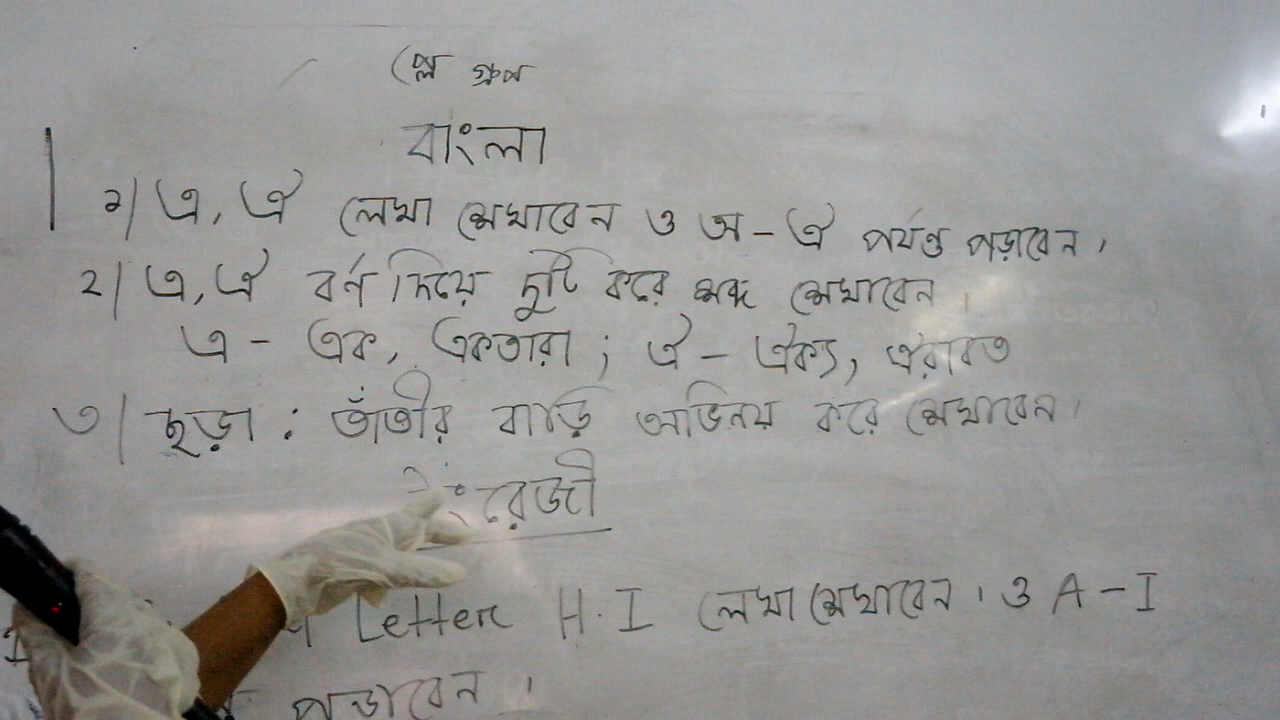 প্লে গ্রুপ
বাংলা
১) এ, ঐ লেখা শেখাবেন ও অ - ঐ পর্যন্ত পড়াবেন।
২) এ, ঐ বর্ণ দিয়ে দুটি করে শব্দ শেখাবেন।
এ - এক, একতারা; ঐ - ঐক্য, ঐরাবত
৩) ছড়া : তাঁতীর বাড়ি অভিনয় করে শেখাবেন।
ইংরেজী
Letter H. I লেখা শেখাবেন। ও A - I
পড়াবেন।